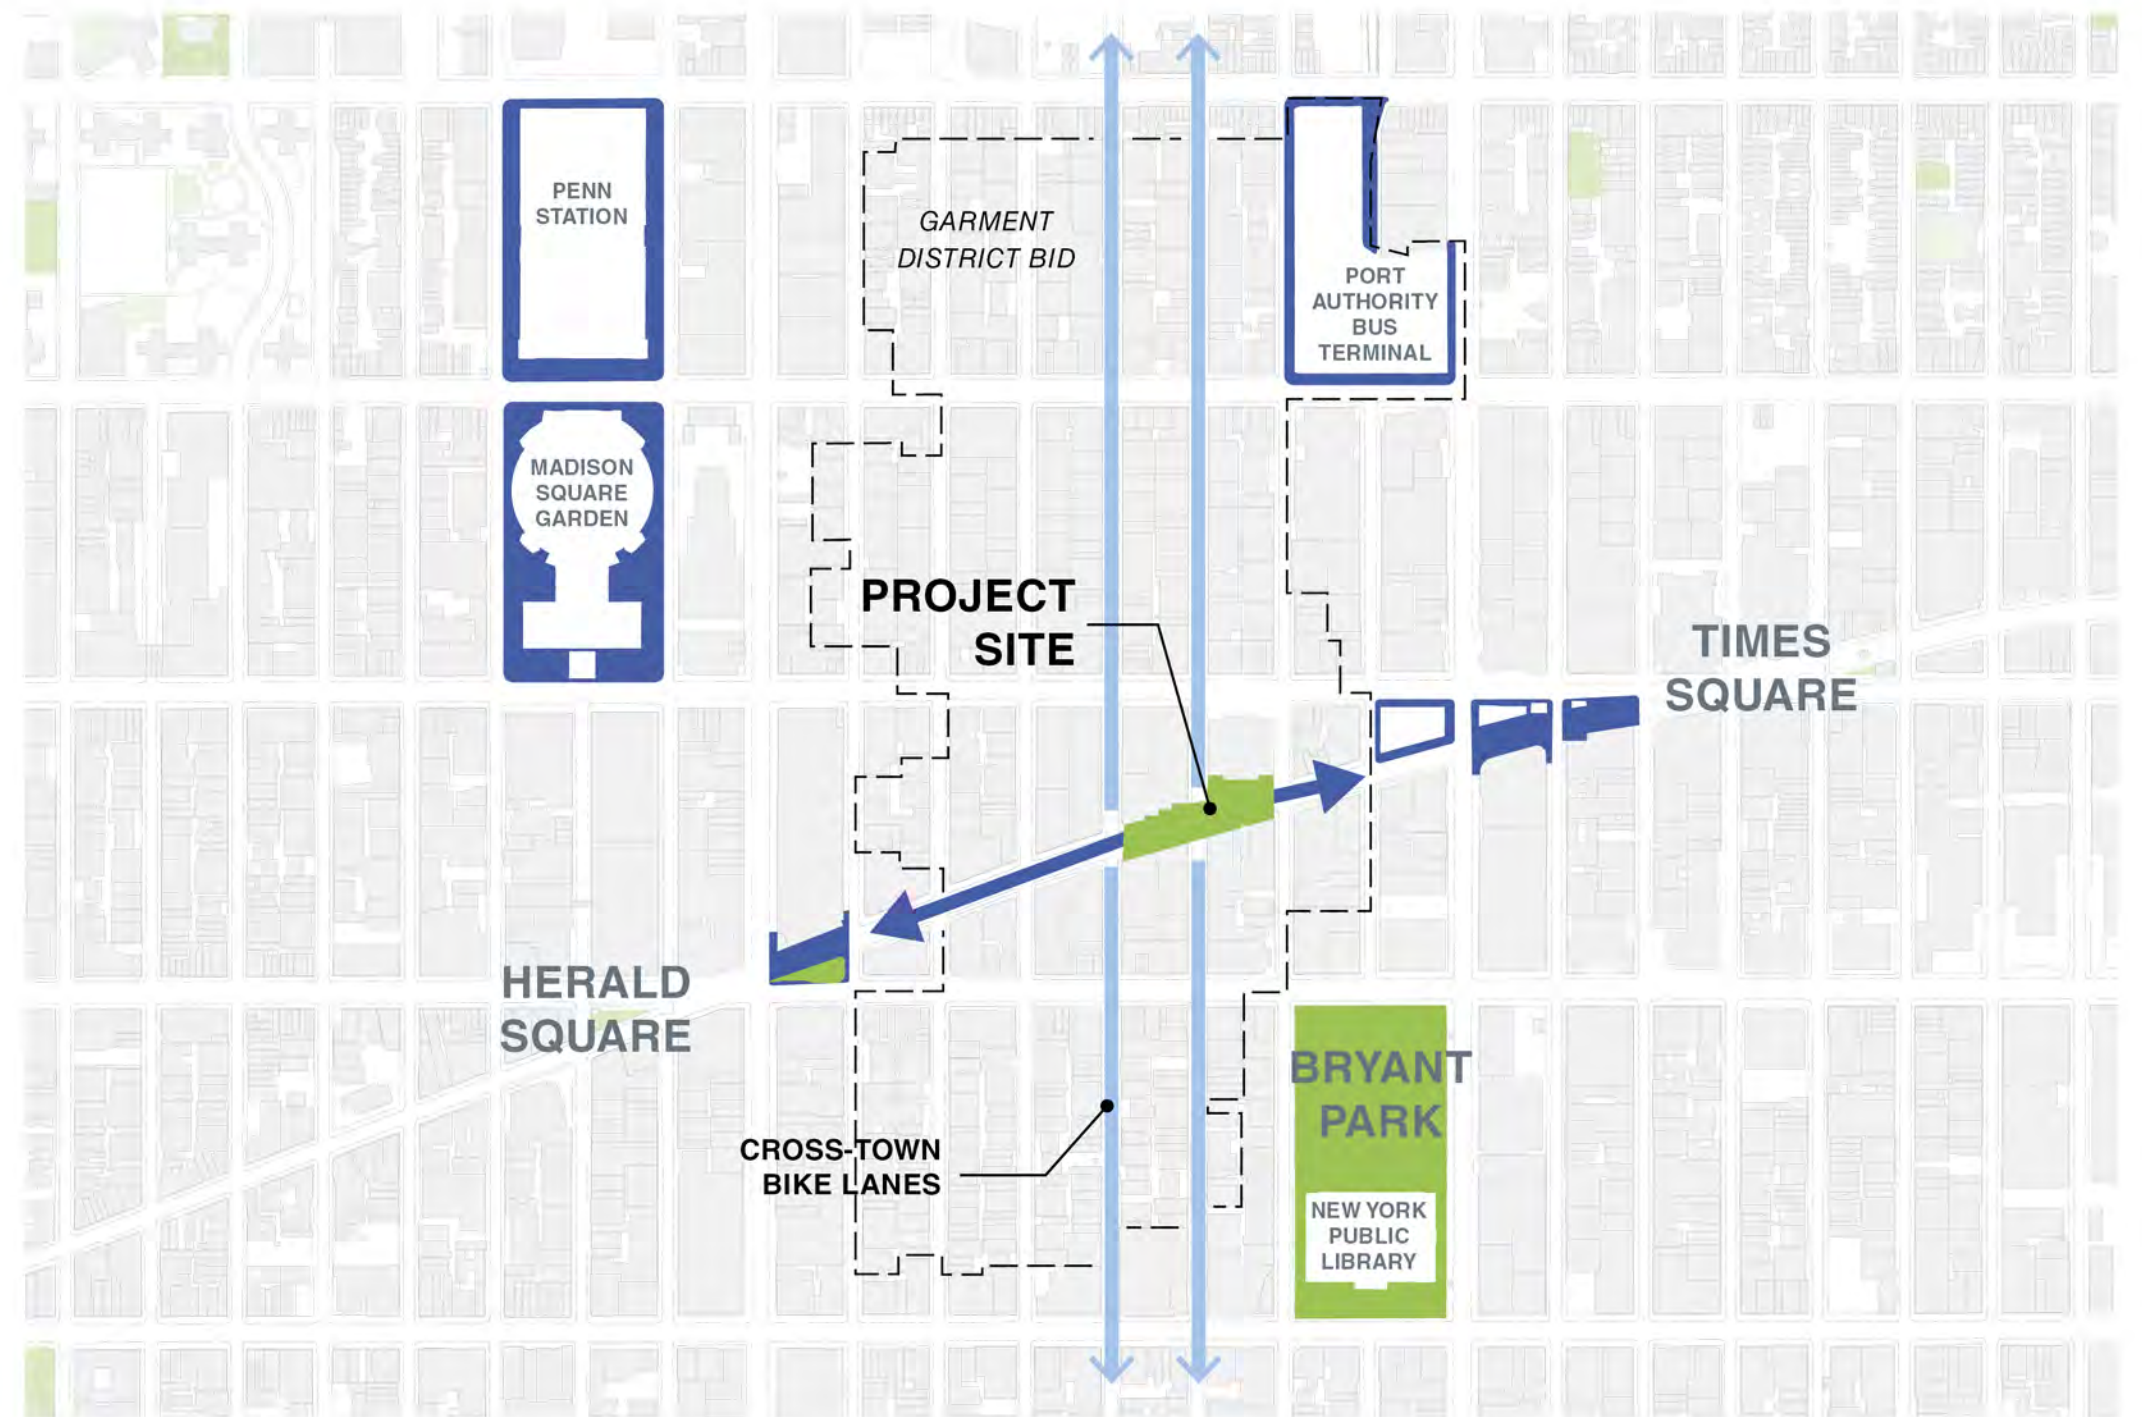 PENN
STATION
GARMENT
DISTRICT BID
PORT
AUTHORITY
BUS
TERMINAL
MADISON
SQUARE
GARDEN
PROJECT
SITE
TIMES
SQUARE
HERALD
SQUARE
BRYANT
PARK
CROSS-TOWN
BIKE LANES
NEW YORK
PUBLIC
LIBRARY